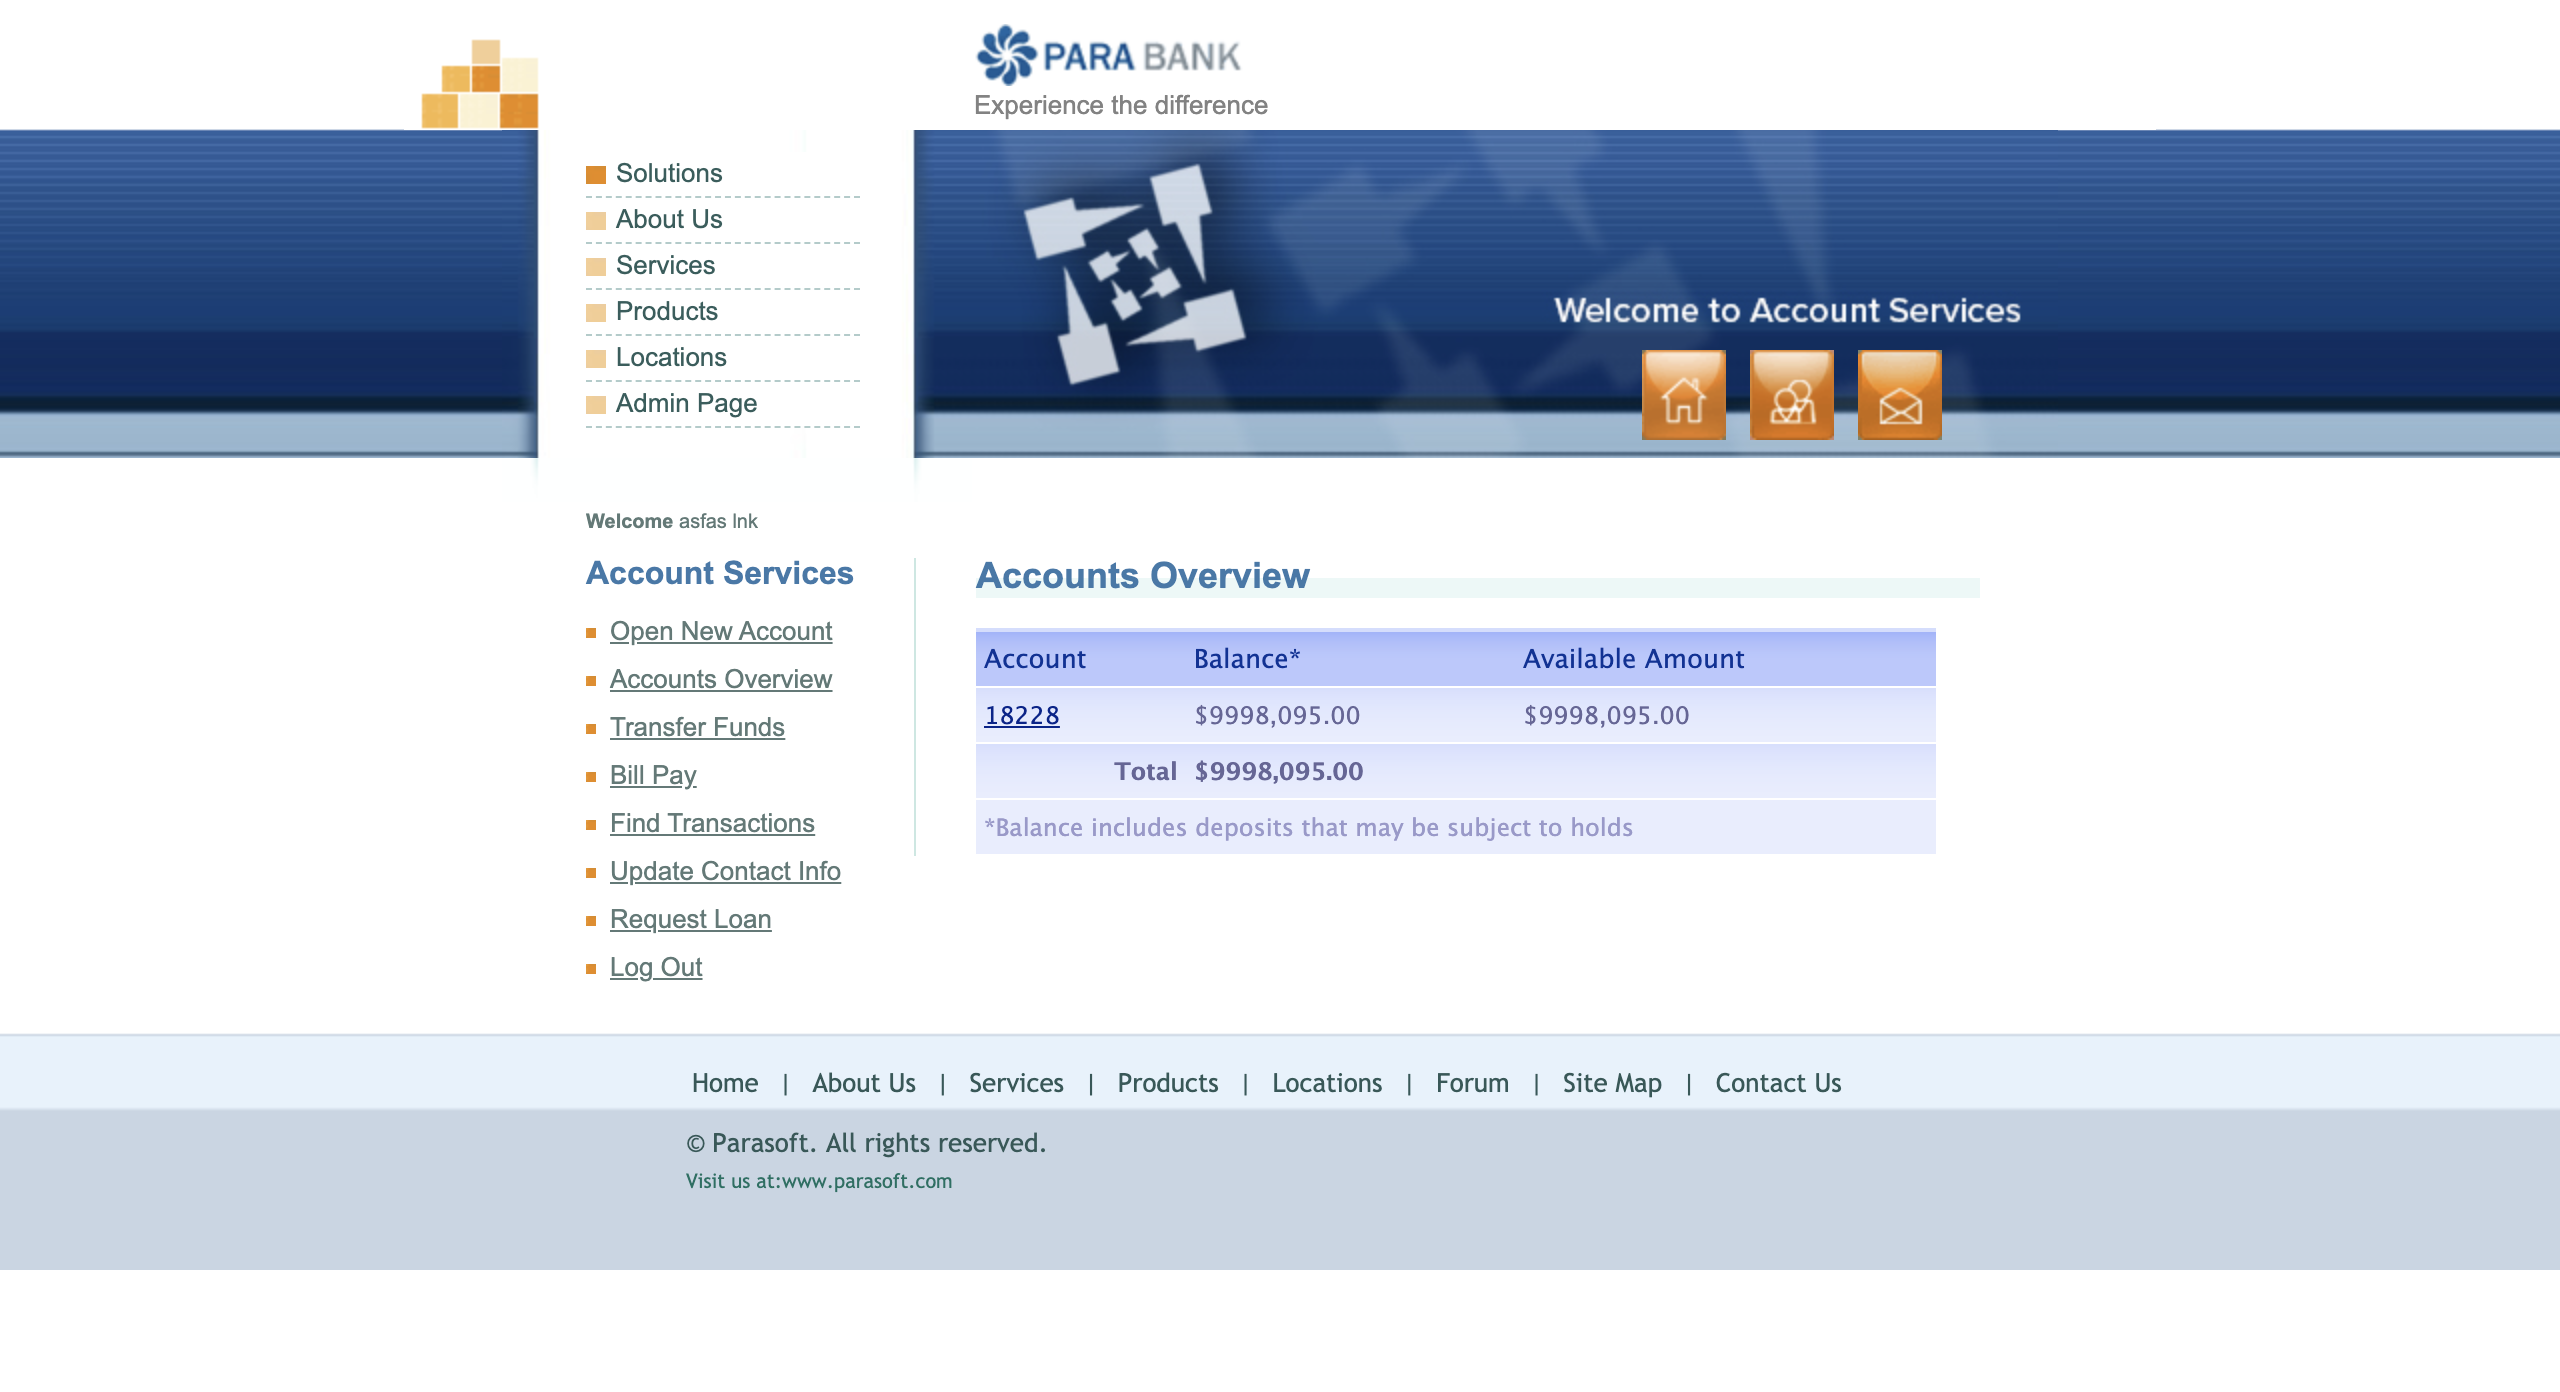 PARA BANK
Experience the difference
Solutions
About Us
Services
Products
Locations
Admin Page
Welcome to Account Services
Welcome asfas lnk
Account Services
Open New Account
Accounts Overview
Transfer Funds
Bill Pay
Find Transactions
Update Contact Info
Request Loan
Log Out
Accounts Overview
Account Balance* Available Amount
18228 $9998,095.00 $9998,095.00
Total $9998,095.00
*Balance includes deposits that may be subject to holds
Home | About Us | Services | Products | Locations | Forum | Site Map | Contact Us
© Parasoft. All rights reserved.
Visit us at:www.parasoft.com